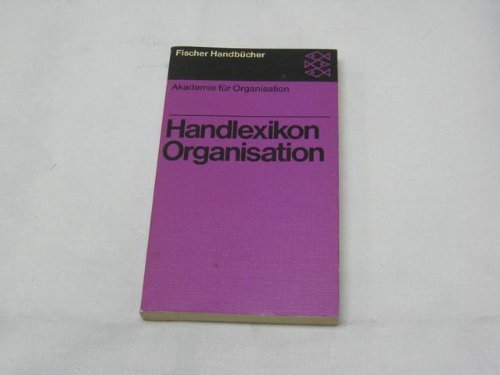 Fischer Handbücher
Akademie für Organisation
Handlexikon
Organisation